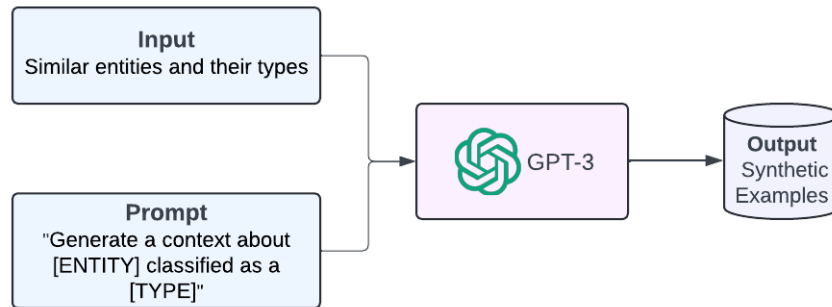 Input
Similar entities and their types
GPT-3
Output
Synthetic
Examples
Prompt
"Generate a context about
[ENTITY] classified as a
[TYPE]"